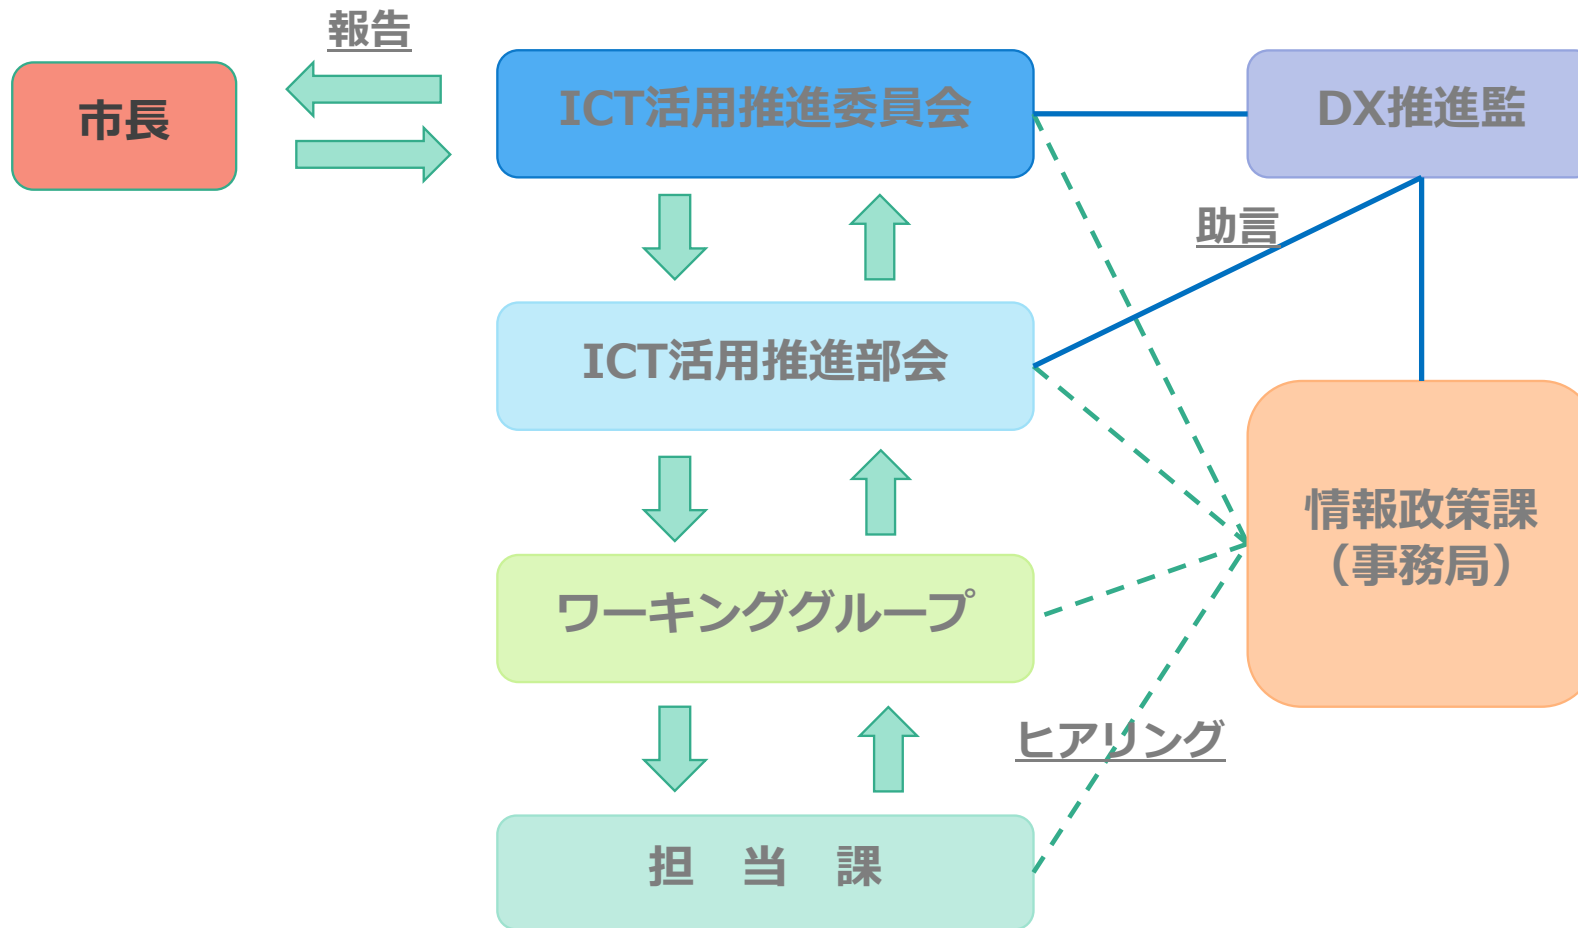 報告
市長
ICT活用推進委員会
DX推進監
助言
ICT活用推進部会
情報政策課
（事務局）
ワーキンググループ
ヒアリング
担　当　課